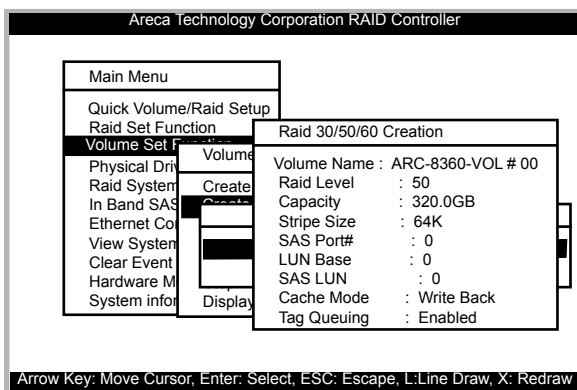 Areca Technology Corporation RAID Controller
Main Menu
Quick Volume/Raid Setup
Raid Set Function
Volume Set
Physical
Raid System
In Band SAS
Ethernet
View System
Clear Event
Hardware
System
Volume
Create
Display
Raid 30/50/60 Creation
Volume Name : ARC-8360-VOL # 00
Raid Level : 50
Capacity : 320.0GB
Stripe Size : 64K
SAS Port# : 0
LUN Base : 0
SAS LUN : 0
Cache Mode : Write Back
Tag Queuing : Enabled
Arrow Key: Move Cursor, Enter: Select, ESC: Escape, L:Line Draw, X: Redraw